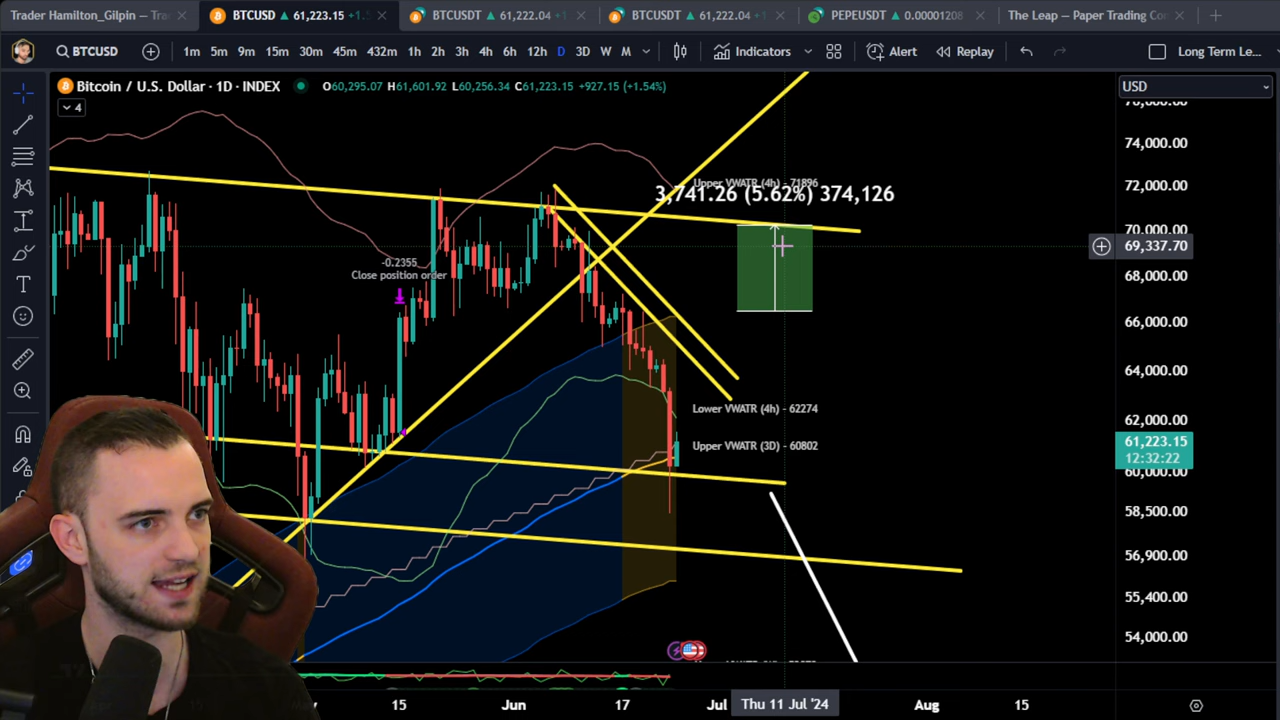 Trader Hamilton_Gilpin — Tra
BTCUSD ▲ 61,223.15 +1.5
BTCUSDT ▲ 61,222.04 +1
BTCUSDT ▲ 61,222.04 +1
PEPEUSDT ▲ 0.00001208
The Leap — Paper Trading Co
BTCUSD
1m 5m 9m 15m 30m 45m 432m 1h 2h 3h 4h 6h 12h D 3D W M
Indicators
Alert
Replay
Long Term Le...
Bitcoin / U.S. Dollar · 1D · INDEX
O60,295.07 H61,601.92 L60,256.34 C61,223.15 +927.15 (+1.54%)
4
USD
74,000.00
72,000.00
70,000.00
69,337.70
68,000.00
66,000.00
64,000.00
62,000.00
61,223.15
12:32:22
60,000.00
58,500.00
56,900.00
55,400.00
54,000.00
Upper VWATR (4h) - 71896
3,741.26 (5.62%) 374,126
-0.2355
Close position order
Lower VWATR (4h) - 62274
Upper VWATR (3D) - 60802
15
Jun
17
Jul
Thu 11 Jul '24
Aug
15